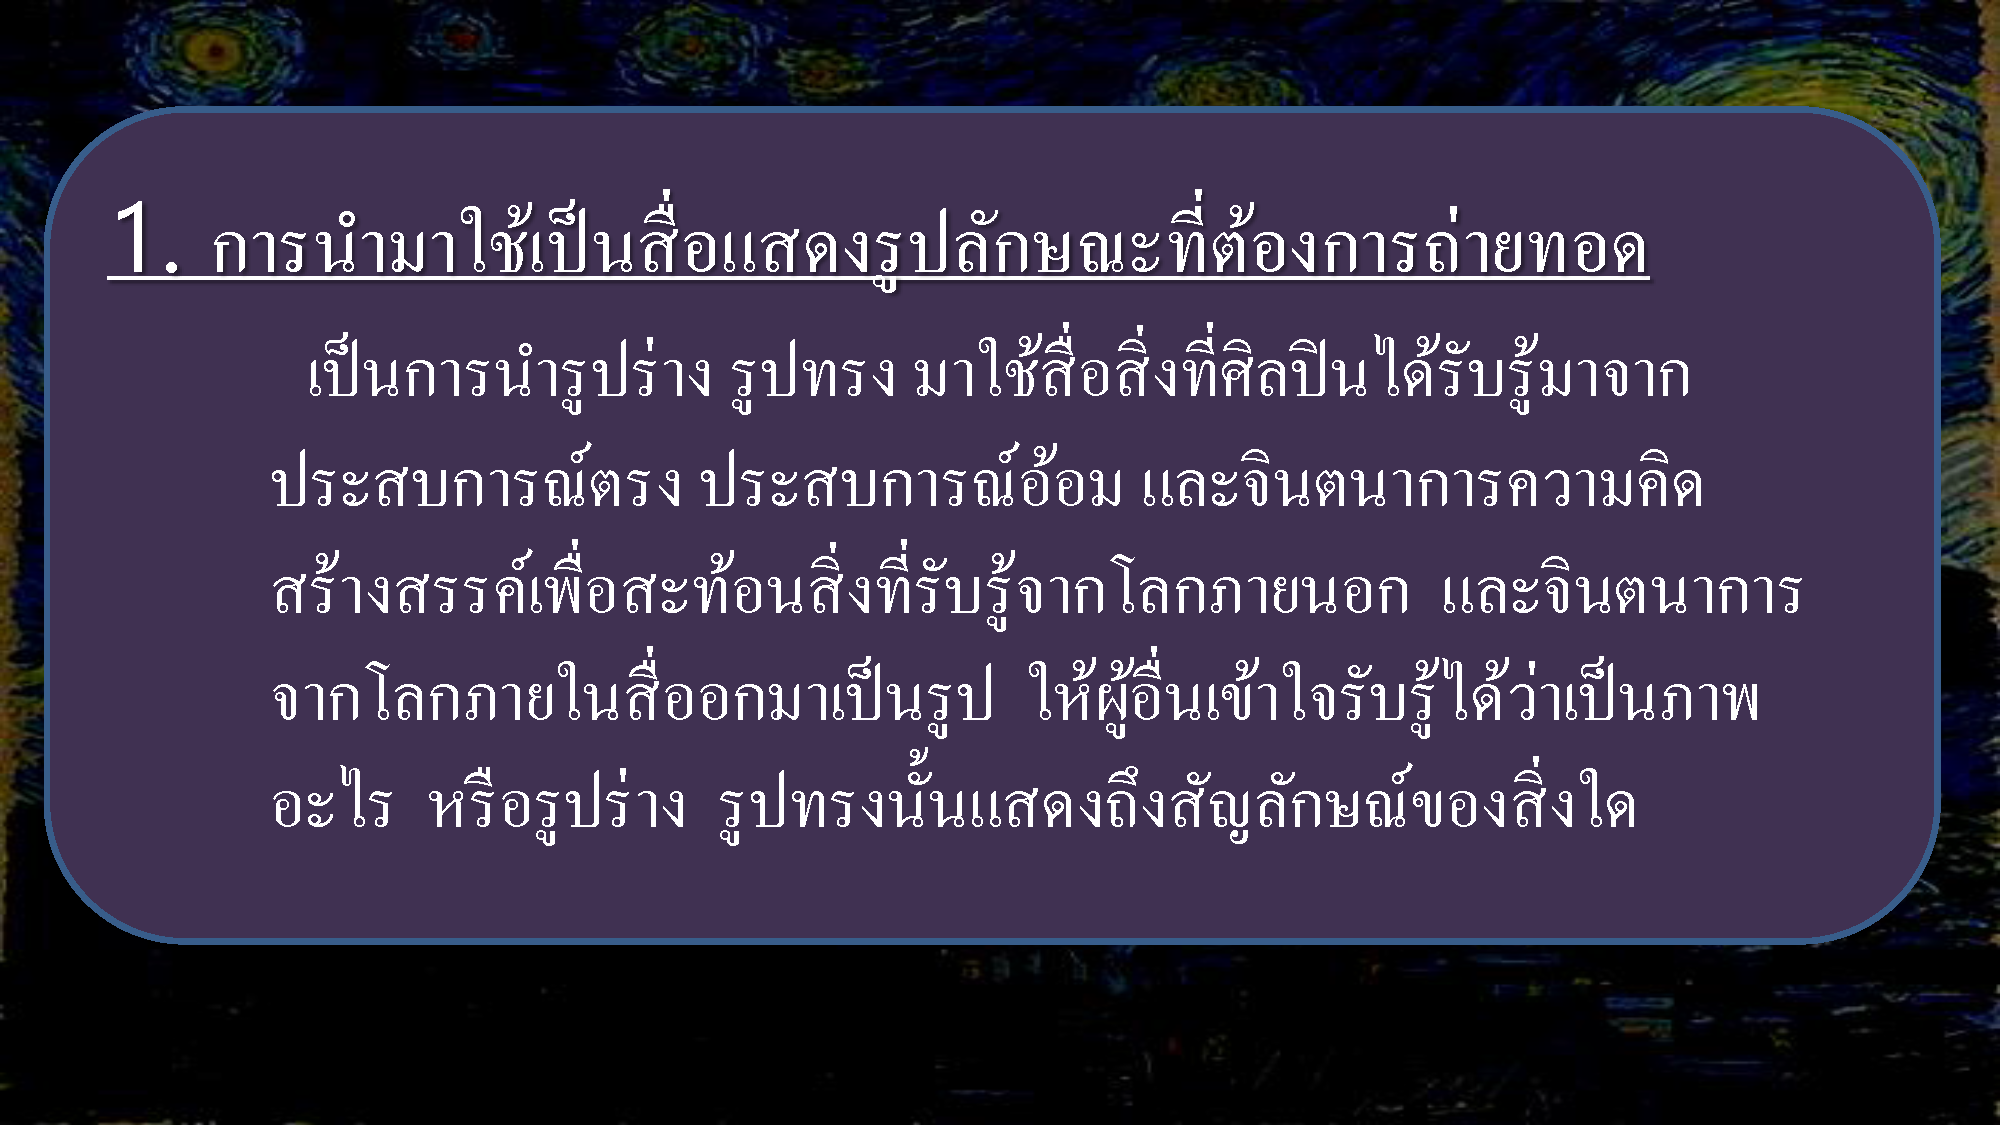 1. การนำมาใช้เป็นสื่อแสดงรูปลักษณะที่ต้องการถ่ายทอด
เป็นการนำรูปร่าง รูปทรง มาใช้สื่อสิ่งที่ศิลปินได้รับรู้มาจาก
ประสบการณ์ตรง ประสบการณ์อ้อม และจินตนาการความคิด
สร้างสรรค์เพื่อสะท้อนสิ่งที่รับรู้จากโลกภายนอก และจินตนาการ
จากโลกภายในสื่ออกมาเป็นรูป ให้ผู้อื่นเข้าใจรับรู้ได้ว่าเป็นภาพ
อะไร หรือรูปร่าง รูปทรงนั้นแสดงถึงสัญลักษณ์ของสิ่งใด